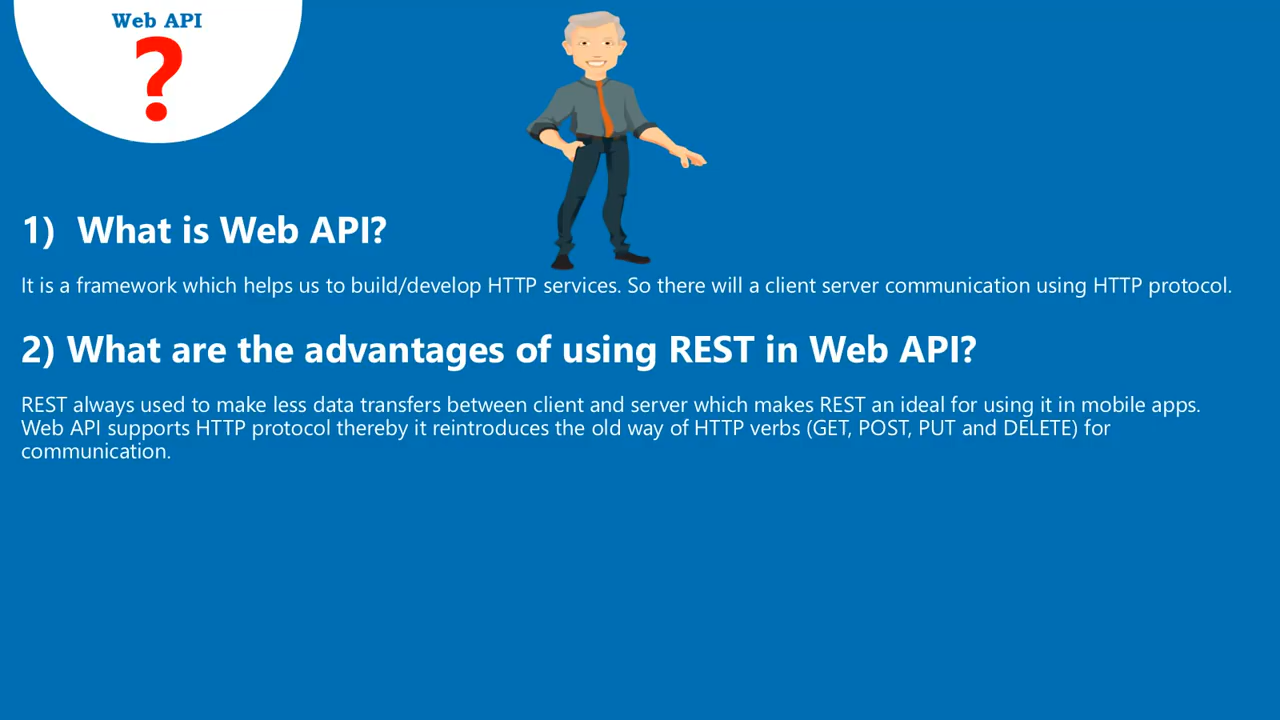 Web API
?
1) What is Web API?
It is a framework which helps us to build/develop HTTP services. So there will a client server communication using HTTP protocol.
2) What are the advantages of using REST in Web API?
REST always used to make less data transfers between client and server which makes REST an ideal for using it in mobile apps.
Web API supports HTTP protocol thereby it reintroduces the old way of HTTP verbs (GET, POST, PUT and DELETE) for
communication.